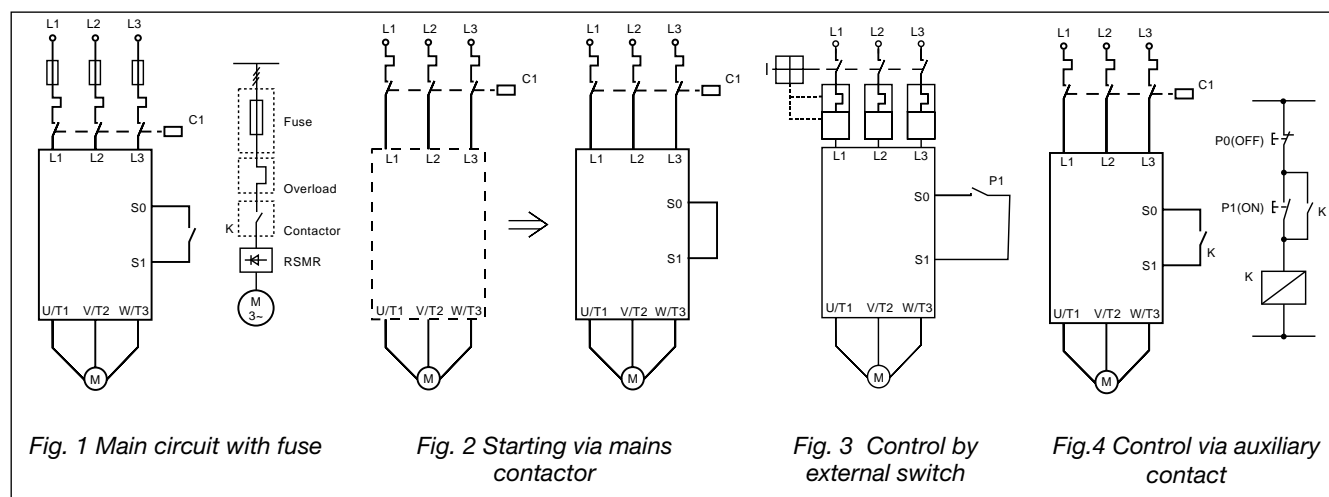 L1 L2 L3
C1
L1 L2 L3
S0
S1
U/T1 V/T2 W/T3
M
Fuse
Overload
K Contactor
RSMR
M
3~
Fig. 1 Main circuit with fuse
L1 L2 L3
C1
L1 L2 L3
U/T1 V/T2 W/T3
M
L1 L2 L3
C1
L1 L2 L3
S0
S1
U/T1 V/T2 W/T3
M
Fig. 2 Starting via mains
contactor
L1 L2 L3
I
L1 L2 L3
S0 P1
S1
U/T1 V/T2 W/T3
M
Fig. 3 Control by
external switch
L1 L2 L3
C1
L1 L2 L3
S0
K
S1
U/T1 V/T2 W/T3
M
P0(OFF)
P1(ON) K
K
Fig.4 Control via auxiliary
contact